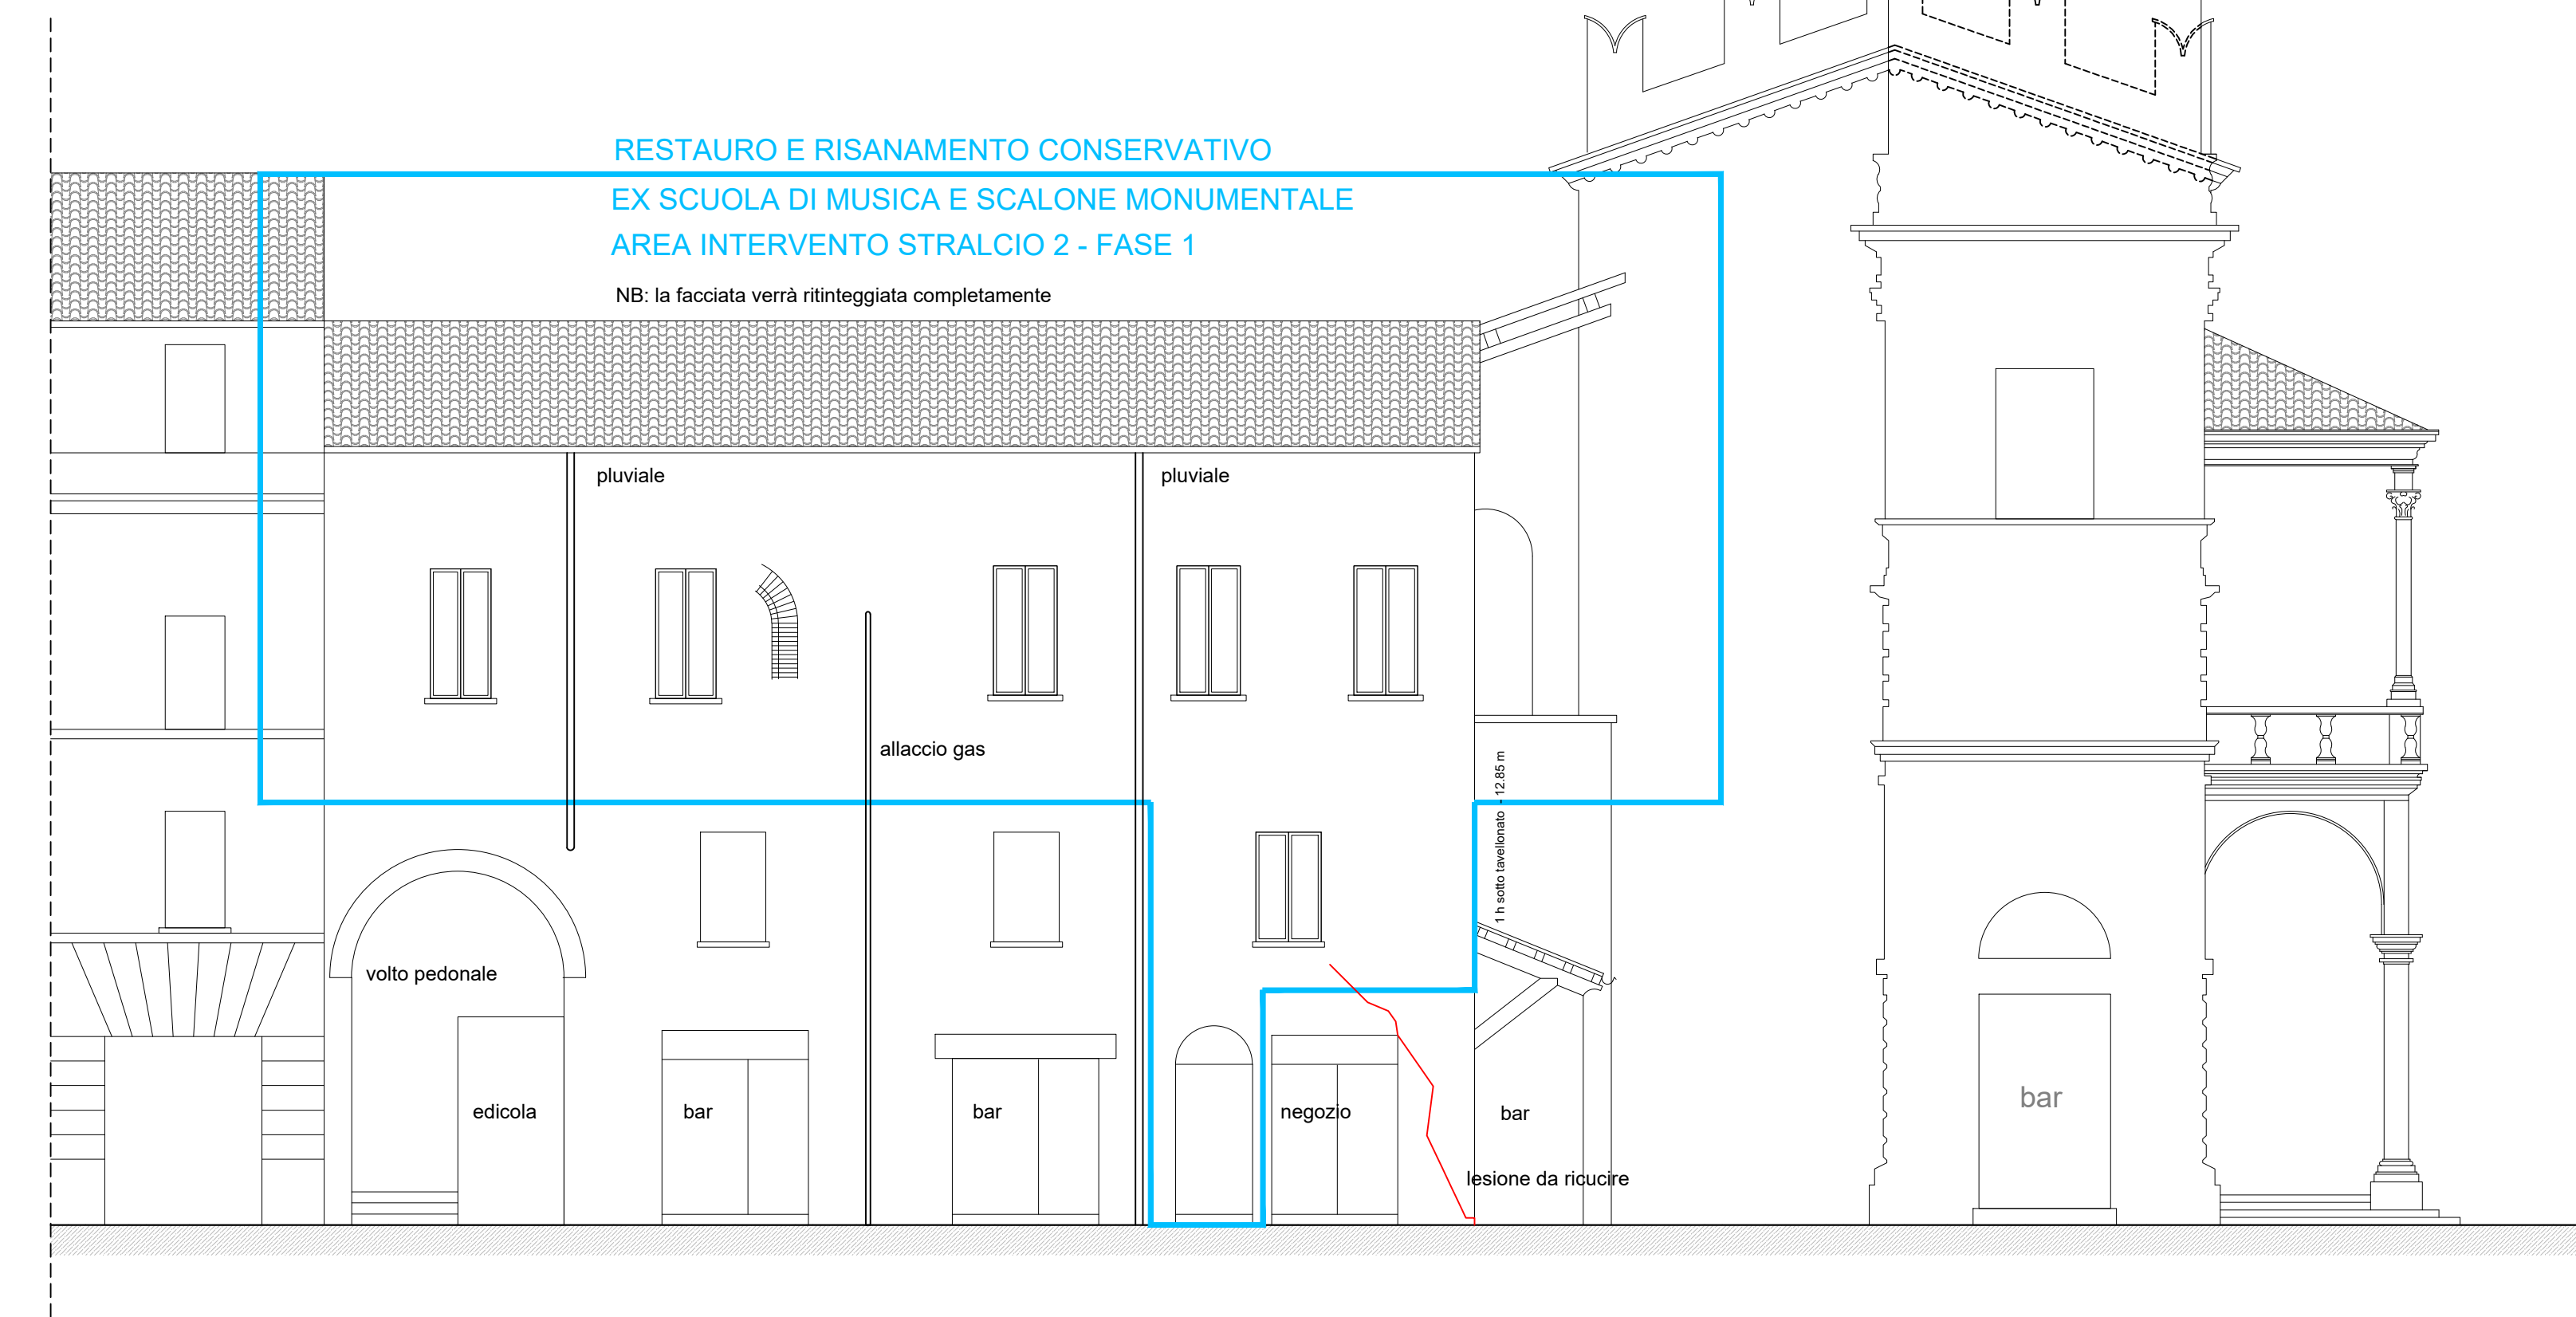 RESTAURO E RISANAMENTO CONSERVATIVO
EX SCUOLA DI MUSICA E SCALONE MONUMENTALE
AREA INTERVENTO STRALCIO 2 - FASE 1
NB: la facciata verrà ritinteggiata completamente
pluviale
pluviale
allaccio gas
1 h sotto tavellonato - 12.85 m
volto pedonale
edicola
bar
bar
negozio
bar
bar
lesione da ricucire